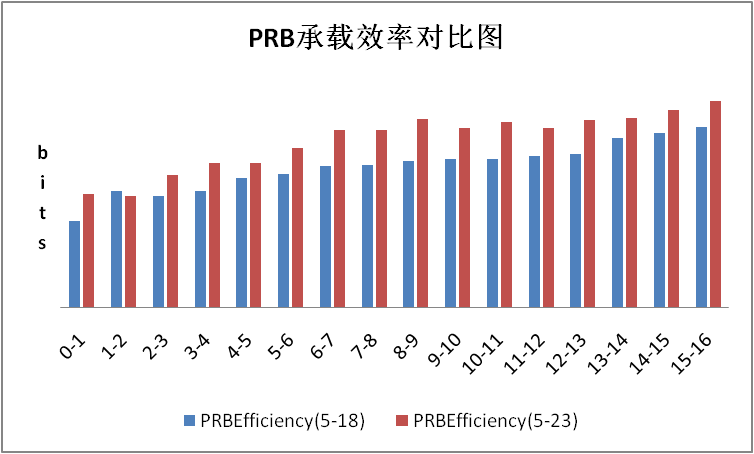 PRB承载效率对比图
b
i
t
s
0-1
1-2
2-3
3-4
4-5
5-6
6-7
7-8
8-9
9-10
10-11
11-12
12-13
13-14
14-15
15-16
PRBEfficiency(5-18)
PRBEfficiency(5-23)